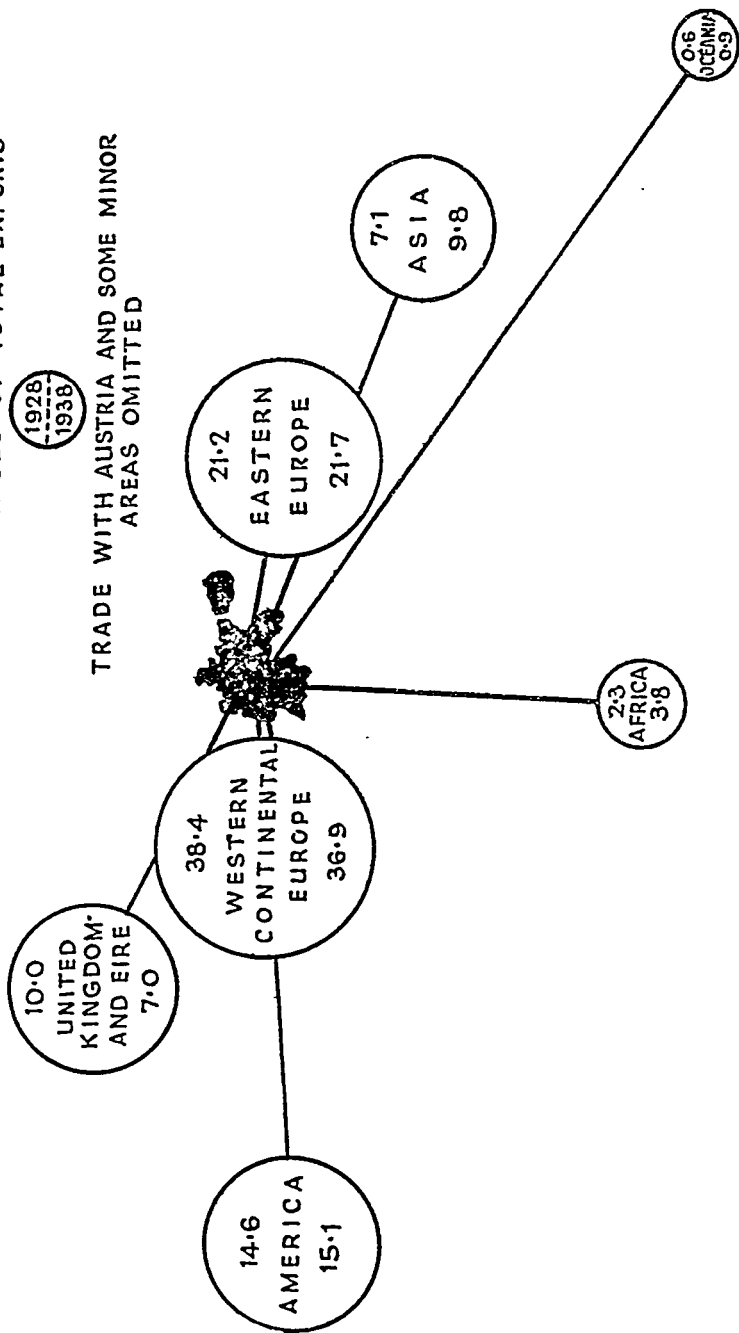 1928
1938
TRADE WITH AUSTRIA AND SOME MINOR
AREAS OMITTED
10·0
UNITED
KINGDOM·
AND EIRE
7·0
14·6
AMERICA
15·1
38·4
WESTERN
CONTINENTAL
EUROPE
36·9
21·2
EASTERN
EUROPE
21·7
7·1
ASIA
9·8
2·3
AFRICA
3·8
0·6
OCEANIA
0·9